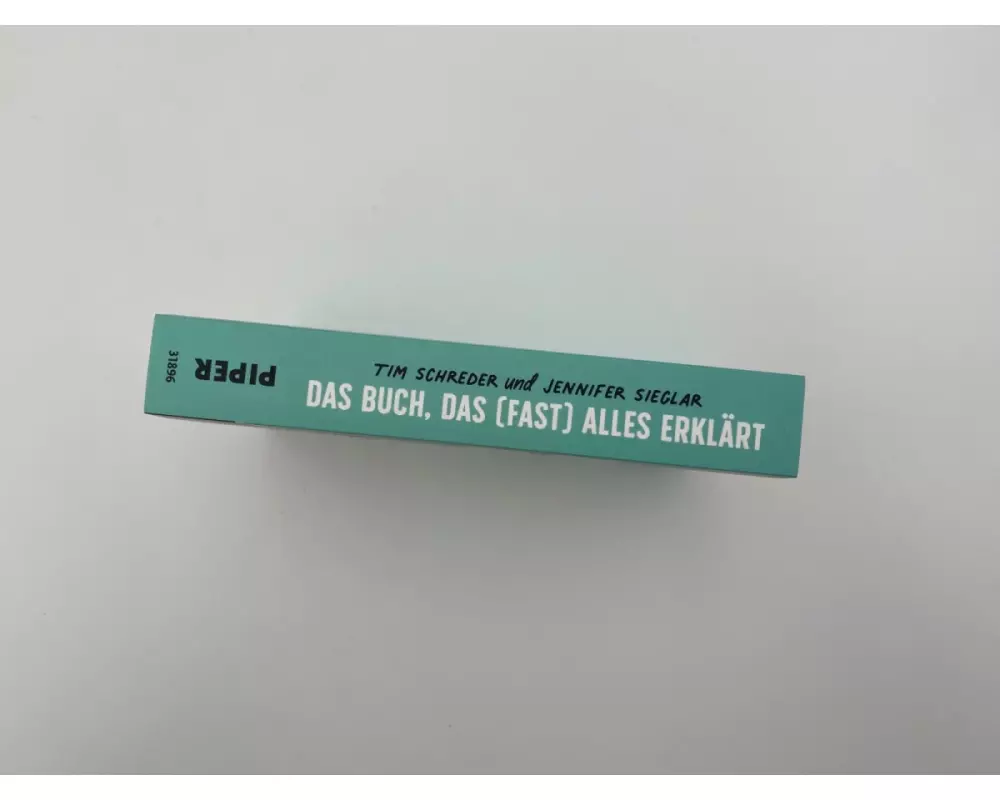 TIM SCHREDER und JENNIFER SIEGLAR
DAS BUCH, DAS (FAST) ALLES ERKLÄRT
PIPER
31896